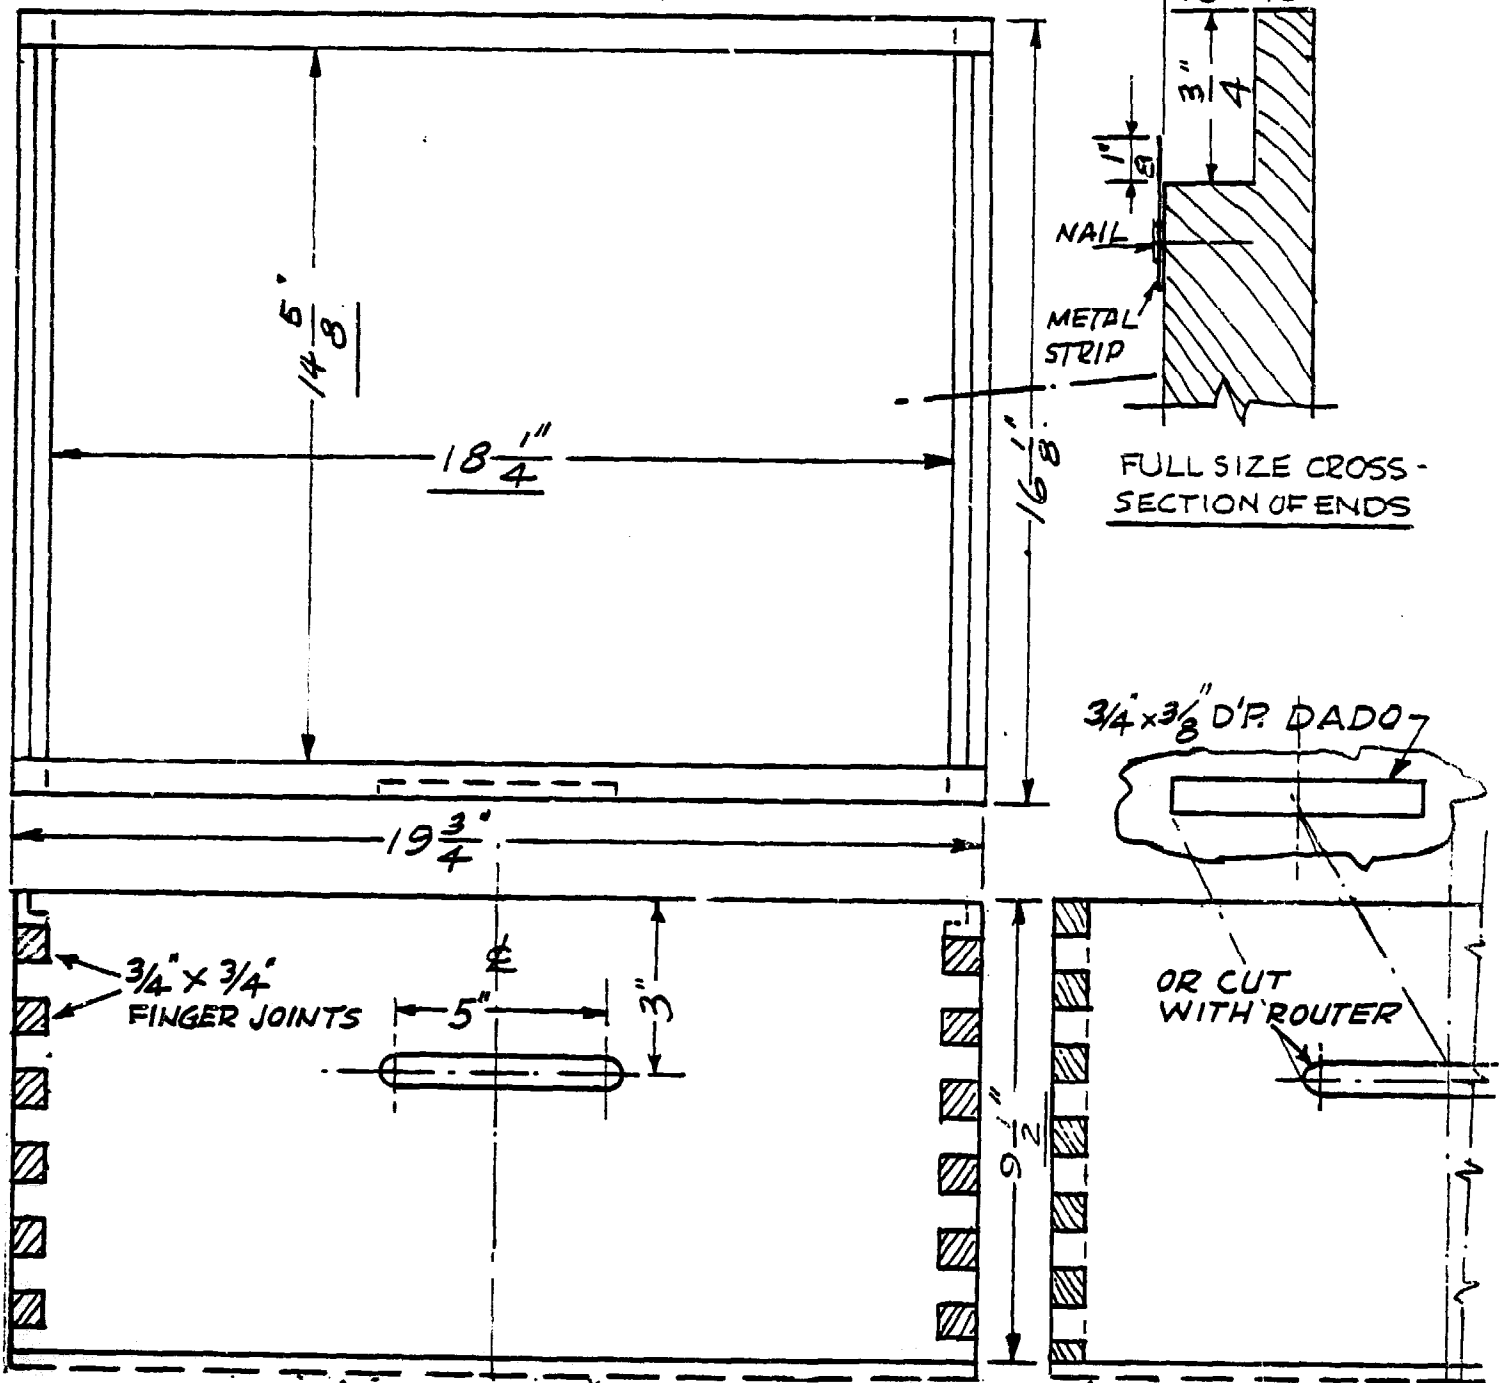 3"
4
1"
8
NAIL
METAL
STRIP
FULL SIZE CROSS-
SECTION OF ENDS
14 5"/8
18 1"/4
16 1"/8
3/4" x 3/8" D'P. DADO
19 3"/4
℄
3/4" x 3/4"
FINGER JOINTS
5"
3"
9 1"/2
OR CUT
WITH ROUTER